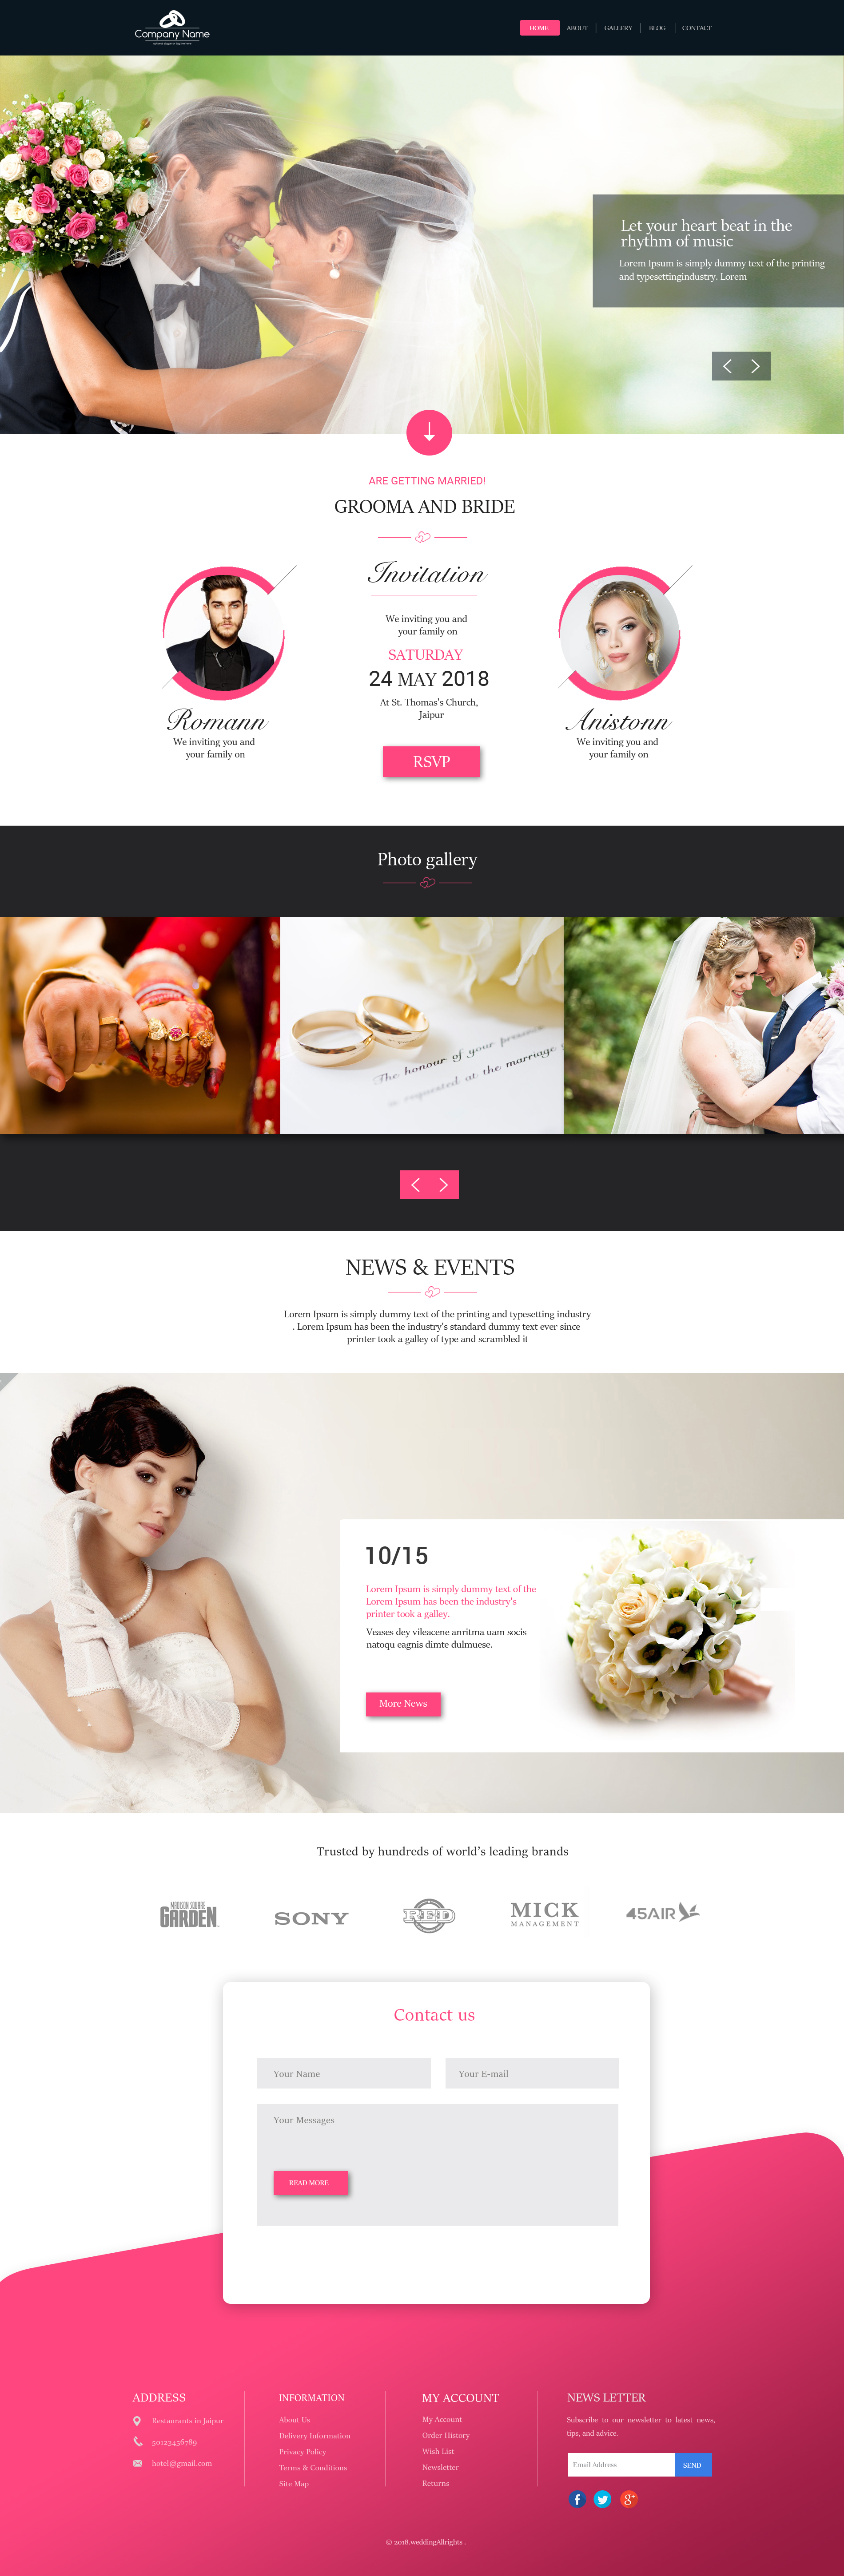 Company Name
HOME
ABOUT
GALLERY
BLOG
CONTACT
Let your heart beat in the
rhythm of music
Lorem Ipsum is simply dummy text of the printing
and typesettingindustry. Lorem
ARE GETTING MARRIED!
GROOMA AND BRIDE
Invitation
We inviting you and
your family on
SATURDAY
24 MAY 2018
At St. Thomas's Church,
Jaipur
RSVP
Romann
We inviting you and
your family on
Anistonn
We inviting you and
your family on
Photo gallery
The honour of your presence
is requested at the marriage
NEWS & EVENTS
Lorem Ipsum is simply dummy text of the printing and typesetting industry
. Lorem Ipsum has been the industry's standard dummy text ever since
printer took a galley of type and scrambled it
10/15
Lorem Ipsum is simply dummy text of the
Lorem Ipsum has been the industry's
printer took a galley.
Veases dey vileacene anritma uam socis
natoqu eagnis dimte dulmuese.
More News
Trusted by hundreds of world's leading brands
MADISON SQUARE
GARDEN
SONY
RED
MICK
MANAGEMENT
45AIR
Contact us
Your Name
Your E-mail
Your Messages
READ MORE
ADDRESS
Restaurants in Jaipur
50123456789
hotel@gmail.com
INFORMATION
About Us
Delivery Information
Privacy Policy
Terms & Conditions
Site Map
MY ACCOUNT
My Account
Order History
Wish List
Newsletter
Returns
NEWS LETTER
Subscribe to our newsletter to latest news,
tips, and advice.
Email Address
SEND
© 2018.weddingAllrights .